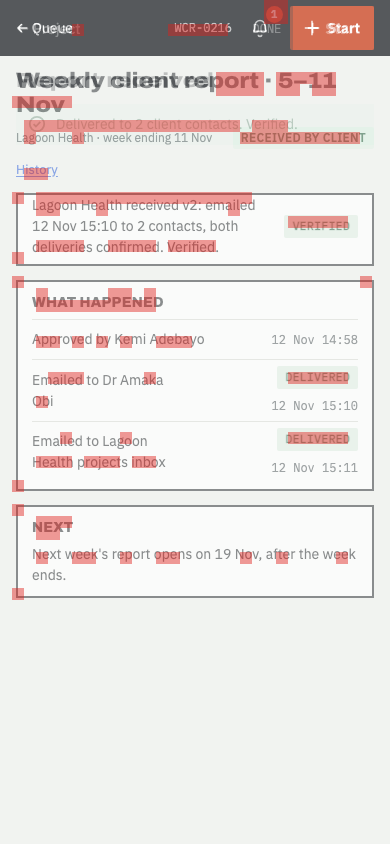 Queue
WCR-0216
1
Start
Weekly client report · 5–11
Nov
Delivered to 2 client contacts. Verified.
Lagoon Health · week ending 11 Nov
RECEIVED BY CLIENT
History
Lagoon Health received v2: emailed
12 Nov 15:10 to 2 contacts, both
deliveries confirmed. Verified.
VERIFIED
WHAT HAPPENED
Approved by Kemi Adebayo
12 Nov 14:58
Emailed to Dr Amaka
Obi
DELIVERED
12 Nov 15:10
Emailed to Lagoon
Health projects inbox
DELIVERED
12 Nov 15:11
NEXT
Next week's report opens on 19 Nov, after the week
ends.